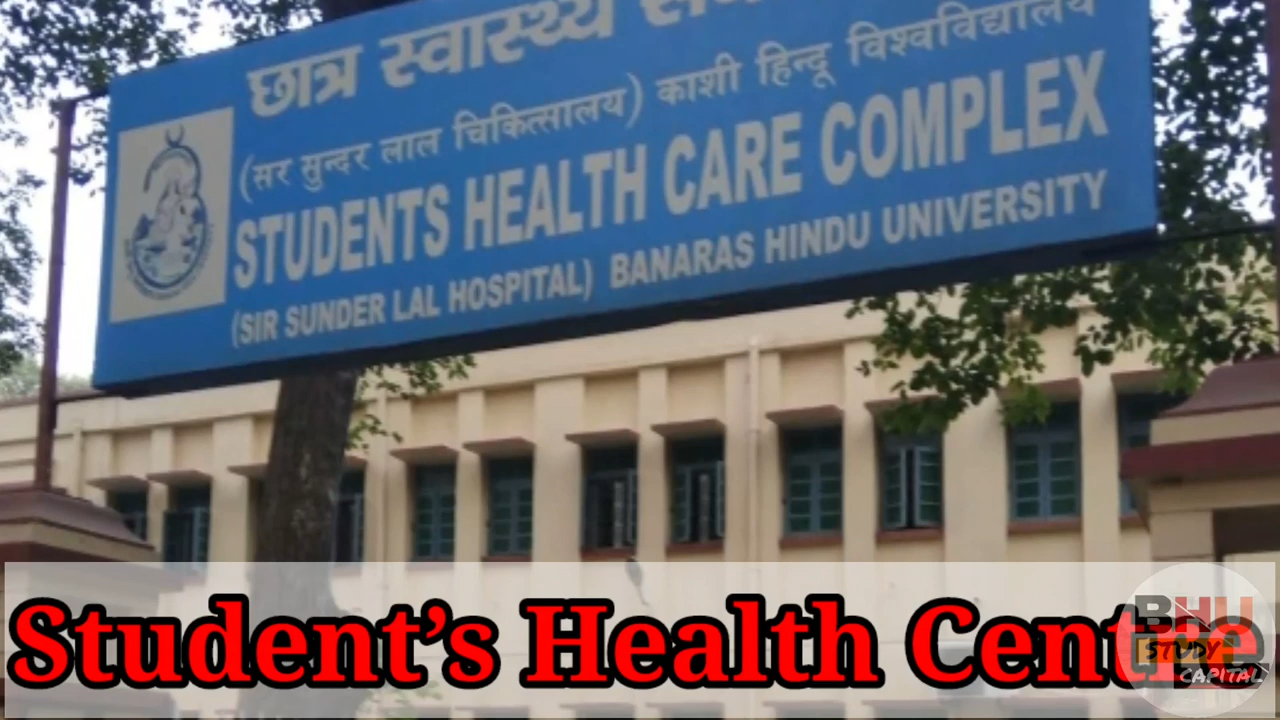 छात्र स्वास्थ्य
(सर सुन्दर लाल चिकित्सालय) काशी हिन्दू विश्वविद्यालय
STUDENTS HEALTH CARE COMPLEX
(SIR SUNDER LAL HOSPITAL) BANARAS HINDU UNIVERSITY
Student’s Health Centre
BHU
STUDY
CAPITAL